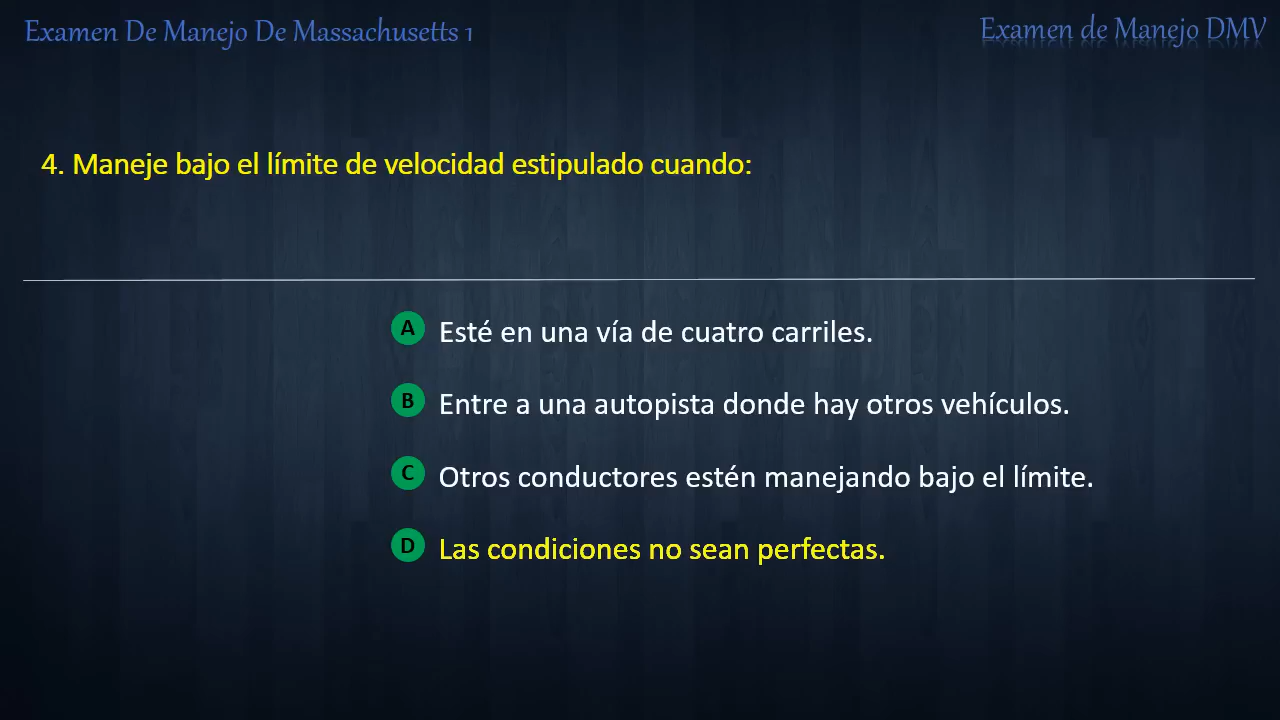 Examen De Manejo De Massachusetts 1
Examen de Manejo DMV
4. Maneje bajo el límite de velocidad estipulado cuando:
A Esté en una vía de cuatro carriles.
B Entre a una autopista donde hay otros vehículos.
C Otros conductores estén manejando bajo el límite.
D Las condiciones no sean perfectas.